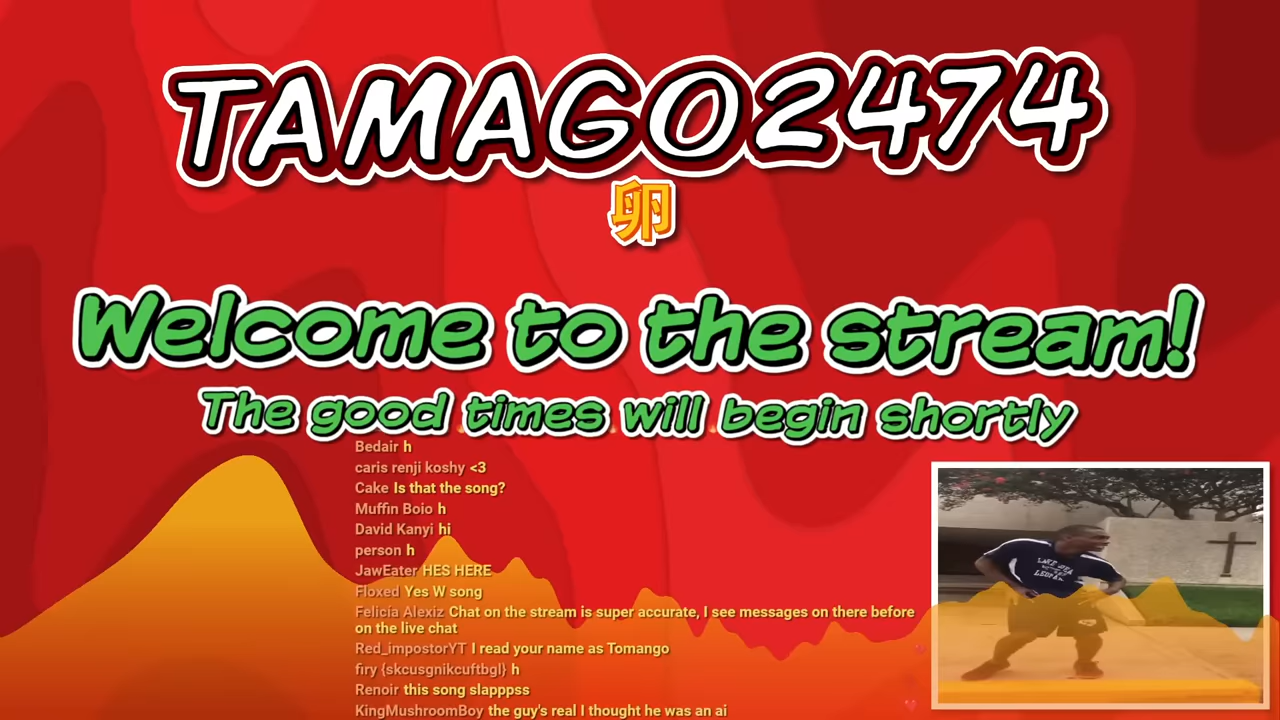 TAMAGO2474
卵
Welcome to the stream!
The good times will begin shortly
Bedair h
caris renji koshy <3
Cake Is that the song?
Muffin Boio h
David Kanyi hi
person h
JawEater HES HERE
Floxed Yes W song
Felicia Alexiz Chat on the stream is super accurate, I see messages on there before
on the live chat
Red_impostorYT I read your name as Tomango
firy {skcusgnikcuftbgl} h
Renoir this song slapppss
KingMushroomBoy the guy's real I thought he was an ai